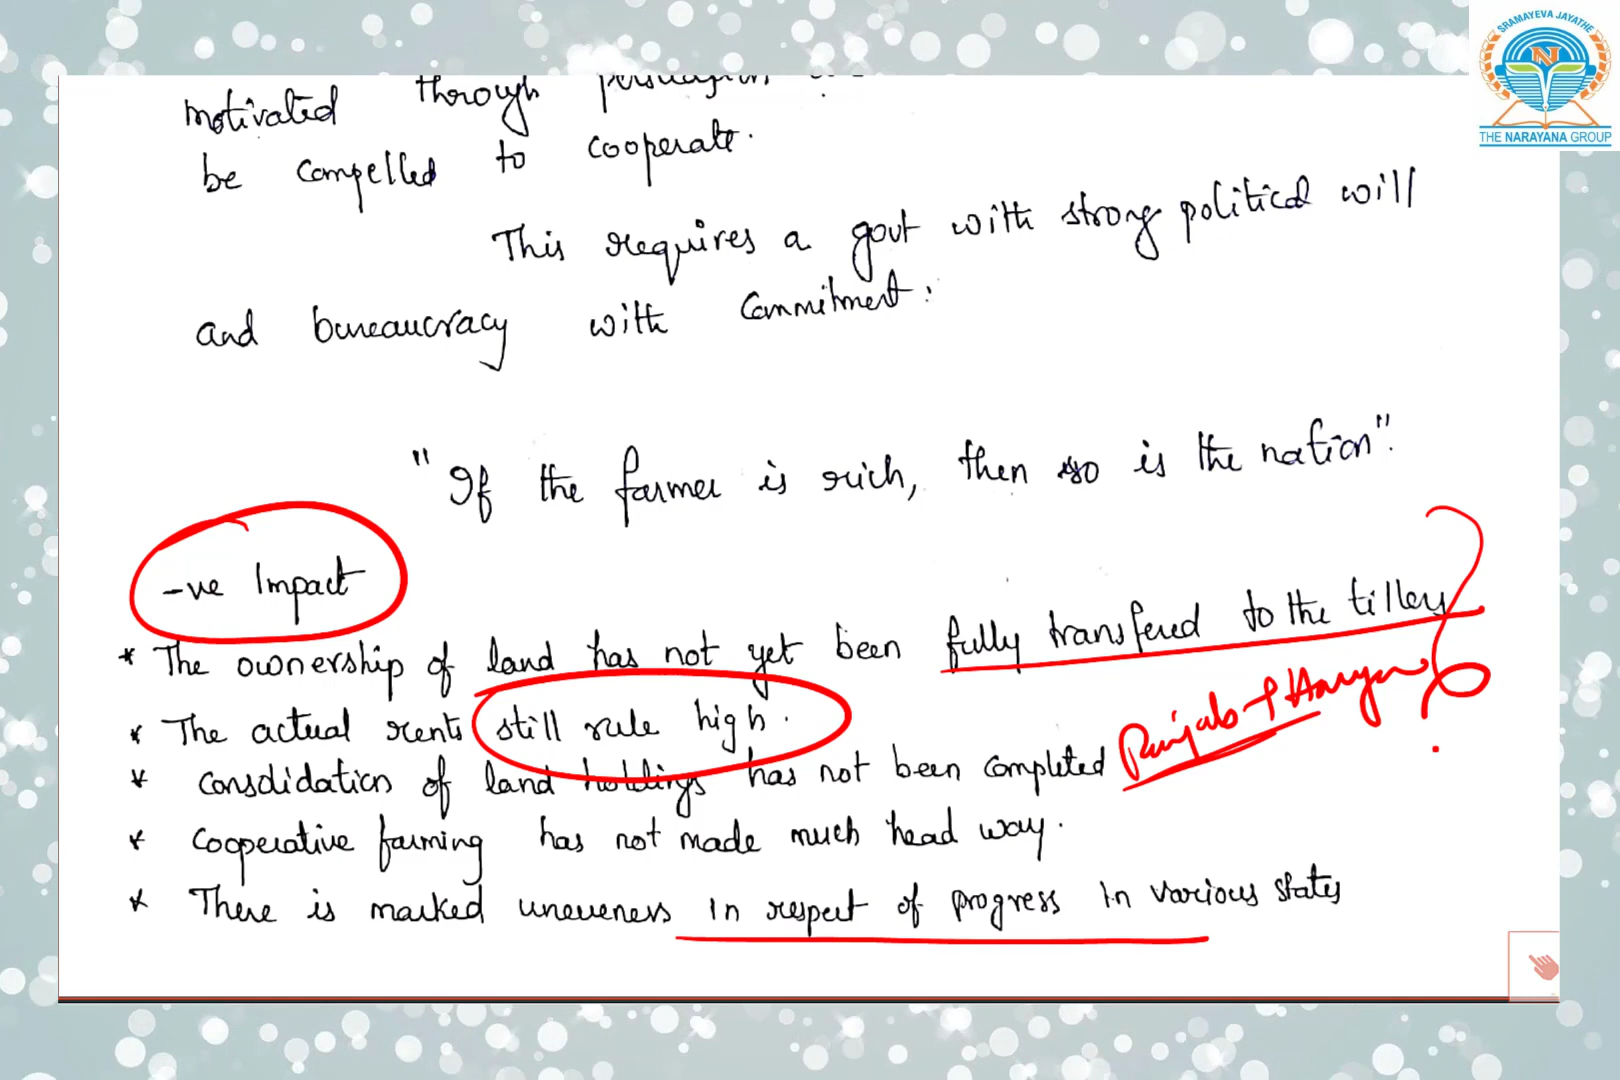 SRAMAYEVA JAYATHE
N
THE NARAYANA GROUP
motivated through
be compelled to cooperate.
This requires a govt with strong political will
and bureaucracy with commitment.
"If the farmer is rich, then so is the nation".
-ve Impact
* The ownership of land has not yet been fully transfered to the tillers
* The actual rents still rule high.
* consolidation of land holdings has not been completed Punjab & Haryana
* cooperative farming has not made much head way.
* There is marked uneveness in respect of progress in various states